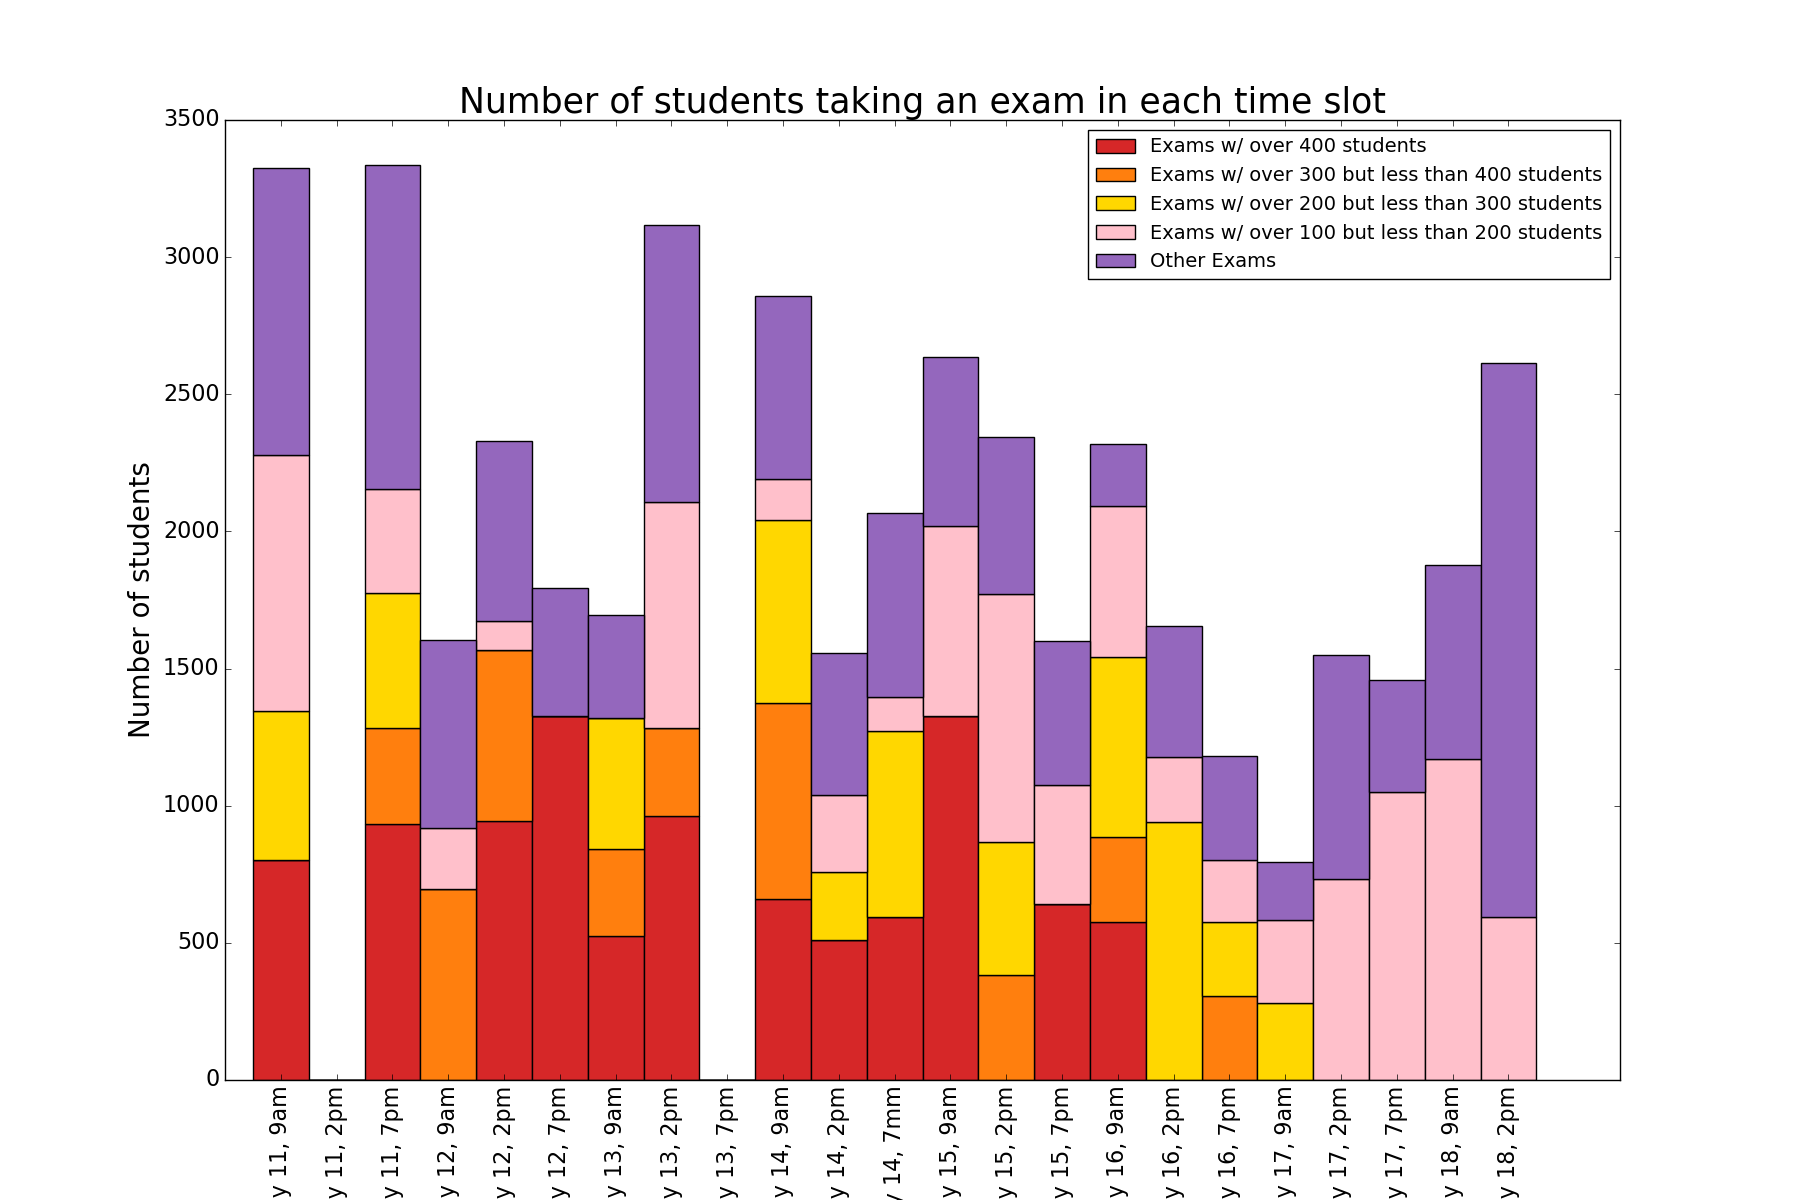 Number of students taking an exam in each time slot
Exams w/ over 400 students
Exams w/ over 300 but less than 400 students
Exams w/ over 200 but less than 300 students
Exams w/ over 100 but less than 200 students
Other Exams
Number of students
3500
3000
2500
2000
1500
1000
500
0
y 11, 9am
y 11, 2pm
y 11, 7pm
y 12, 9am
y 12, 2pm
y 12, 7pm
y 13, 9am
y 13, 2pm
y 13, 7pm
y 14, 9am
y 14, 2pm
y 14, 7mm
y 15, 9am
y 15, 2pm
y 15, 7pm
y 16, 9am
y 16, 2pm
y 16, 7pm
y 17, 9am
y 17, 2pm
y 17, 7pm
y 18, 9am
y 18, 2pm